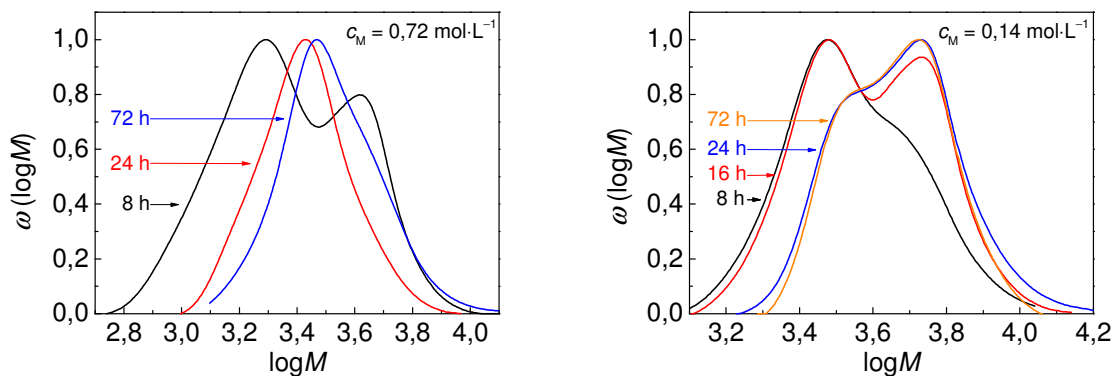 c_M = 0,72 mol·L⁻¹
1,0
0,8
0,6
0,4
0,2
0,0
ω (logM)
72 h
24 h
8 h
2,8 3,0 3,2 3,4 3,6 3,8 4,0
logM
c_M = 0,14 mol·L⁻¹
1,0
0,8
0,6
0,4
0,2
0,0
ω (logM)
72 h
24 h
16 h
8 h
3,2 3,4 3,6 3,8 4,0 4,2
logM